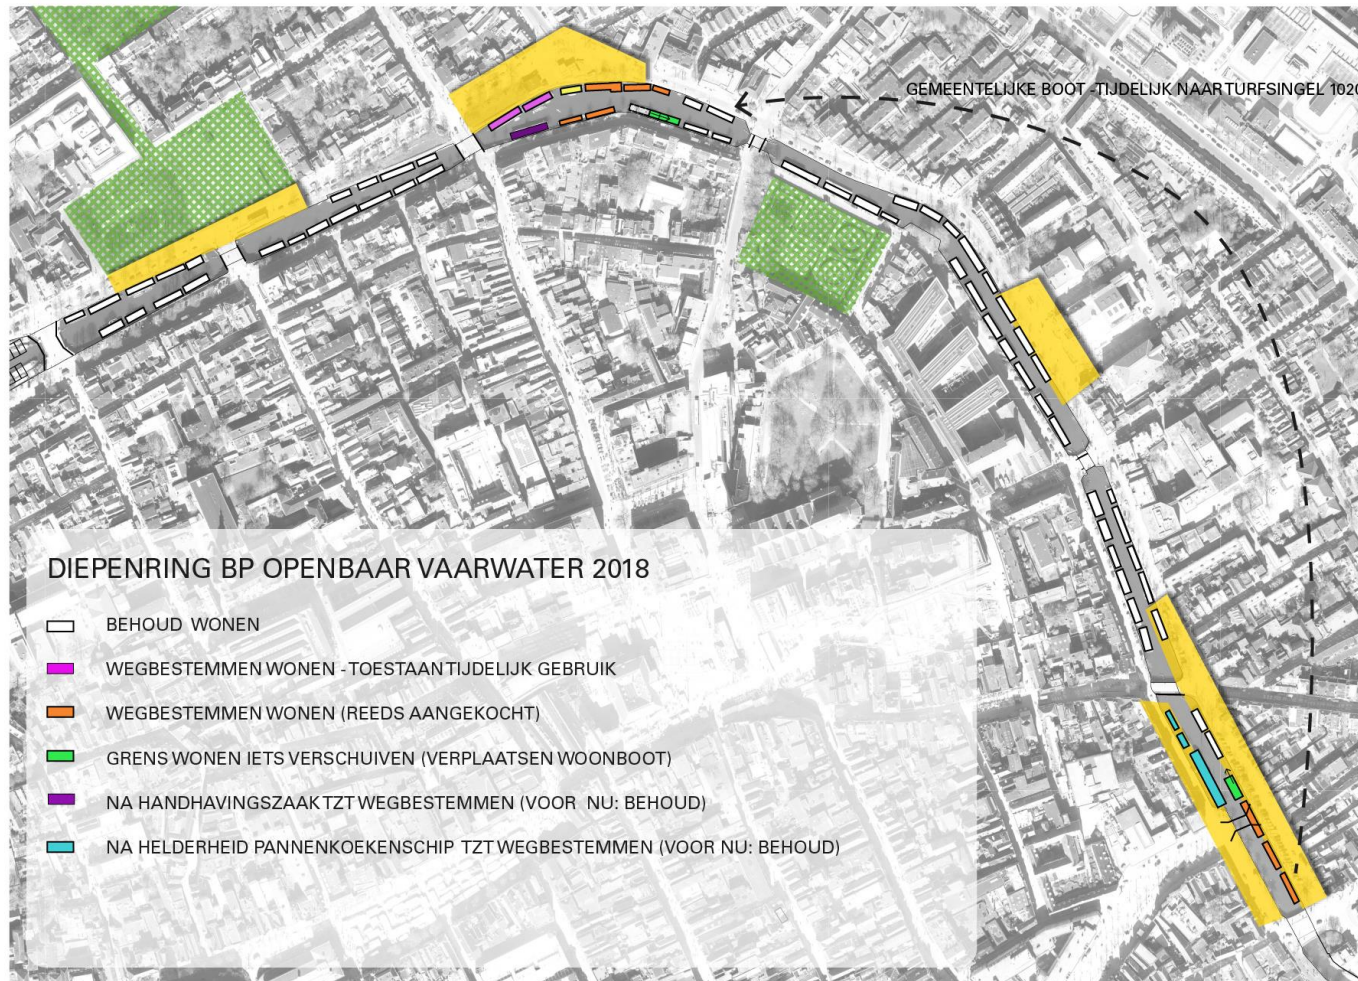 GEMEENTELIJKE BOOT - TIJDELIJK NAAR TURFSINGEL 102
DIEPENRING BP OPENBAAR VAARWATER 2018
BEHOUD WONEN
WEGBESTEMMEN WONEN - TOESTAAN TIJDELIJK GEBRUIK
WEGBESTEMMEN WONEN (REEDS AANGEKOCHT)
GRENS WONEN IETS VERSCHUIVEN (VERPLAATSEN WOONBOOT)
NA HANDHAVINGSZAAK TZT WEGBESTEMMEN (VOOR NU: BEHOUD)
NA HELDERHEID PANNENKOEKENSCHIP TZT WEGBESTEMMEN (VOOR NU: BEHOUD)